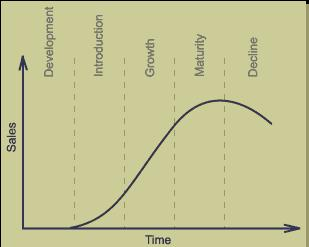 Development
Introduction
Growth
Maturity
Decline
Sales
Time